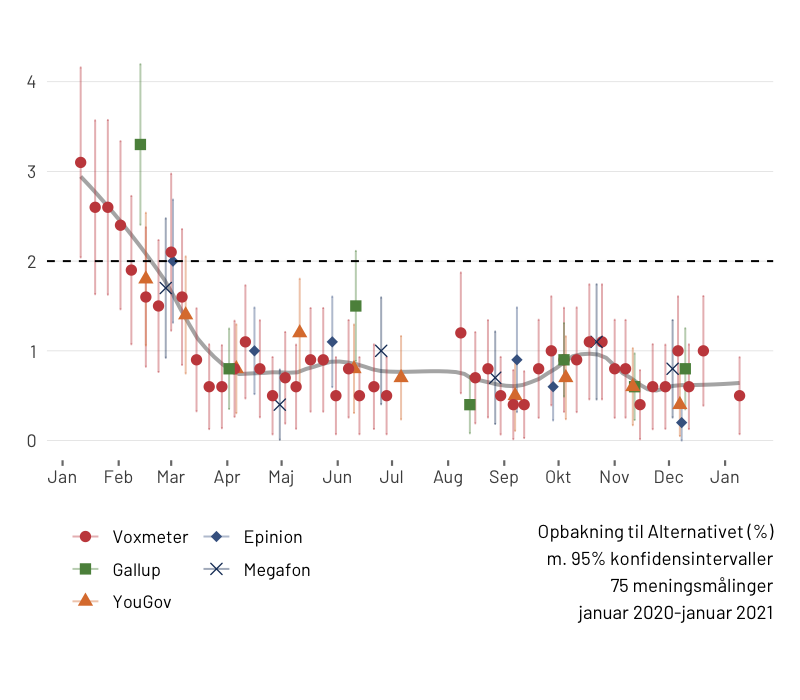 4
3
2
1
0
Jan Feb Mar Apr Maj Jun Jul Aug Sep Okt Nov Dec Jan
Voxmeter Epinion
Gallup Megafon
YouGov
Opbakning til Alternativet (%)
m. 95% konfidensintervaller
75 meningsmålinger
januar 2020-januar 2021